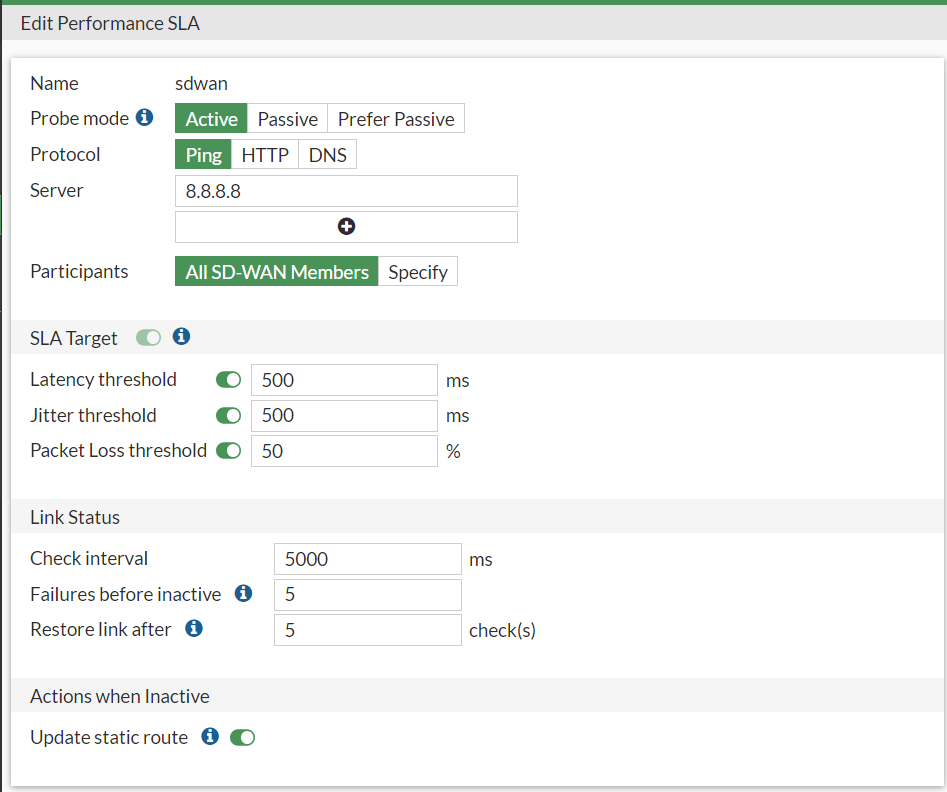 Edit Performance SLA
Name sdwan
Probe mode Active Passive Prefer Passive
Protocol Ping HTTP DNS
Server 8.8.8.8
Participants All SD-WAN Members Specify
SLA Target
Latency threshold 500 ms
Jitter threshold 500 ms
Packet Loss threshold 50 %
Link Status
Check interval 5000 ms
Failures before inactive 5
Restore link after 5 check(s)
Actions when Inactive
Update static route